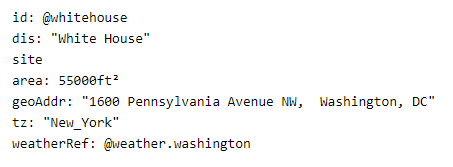 id: @whitehouse
dis: "White House"
site
area: 55000ft²
geoAddr: "1600 Pennsylvania Avenue NW,  Washington, DC"
tz: "New_York"
weatherRef: @weather.washington